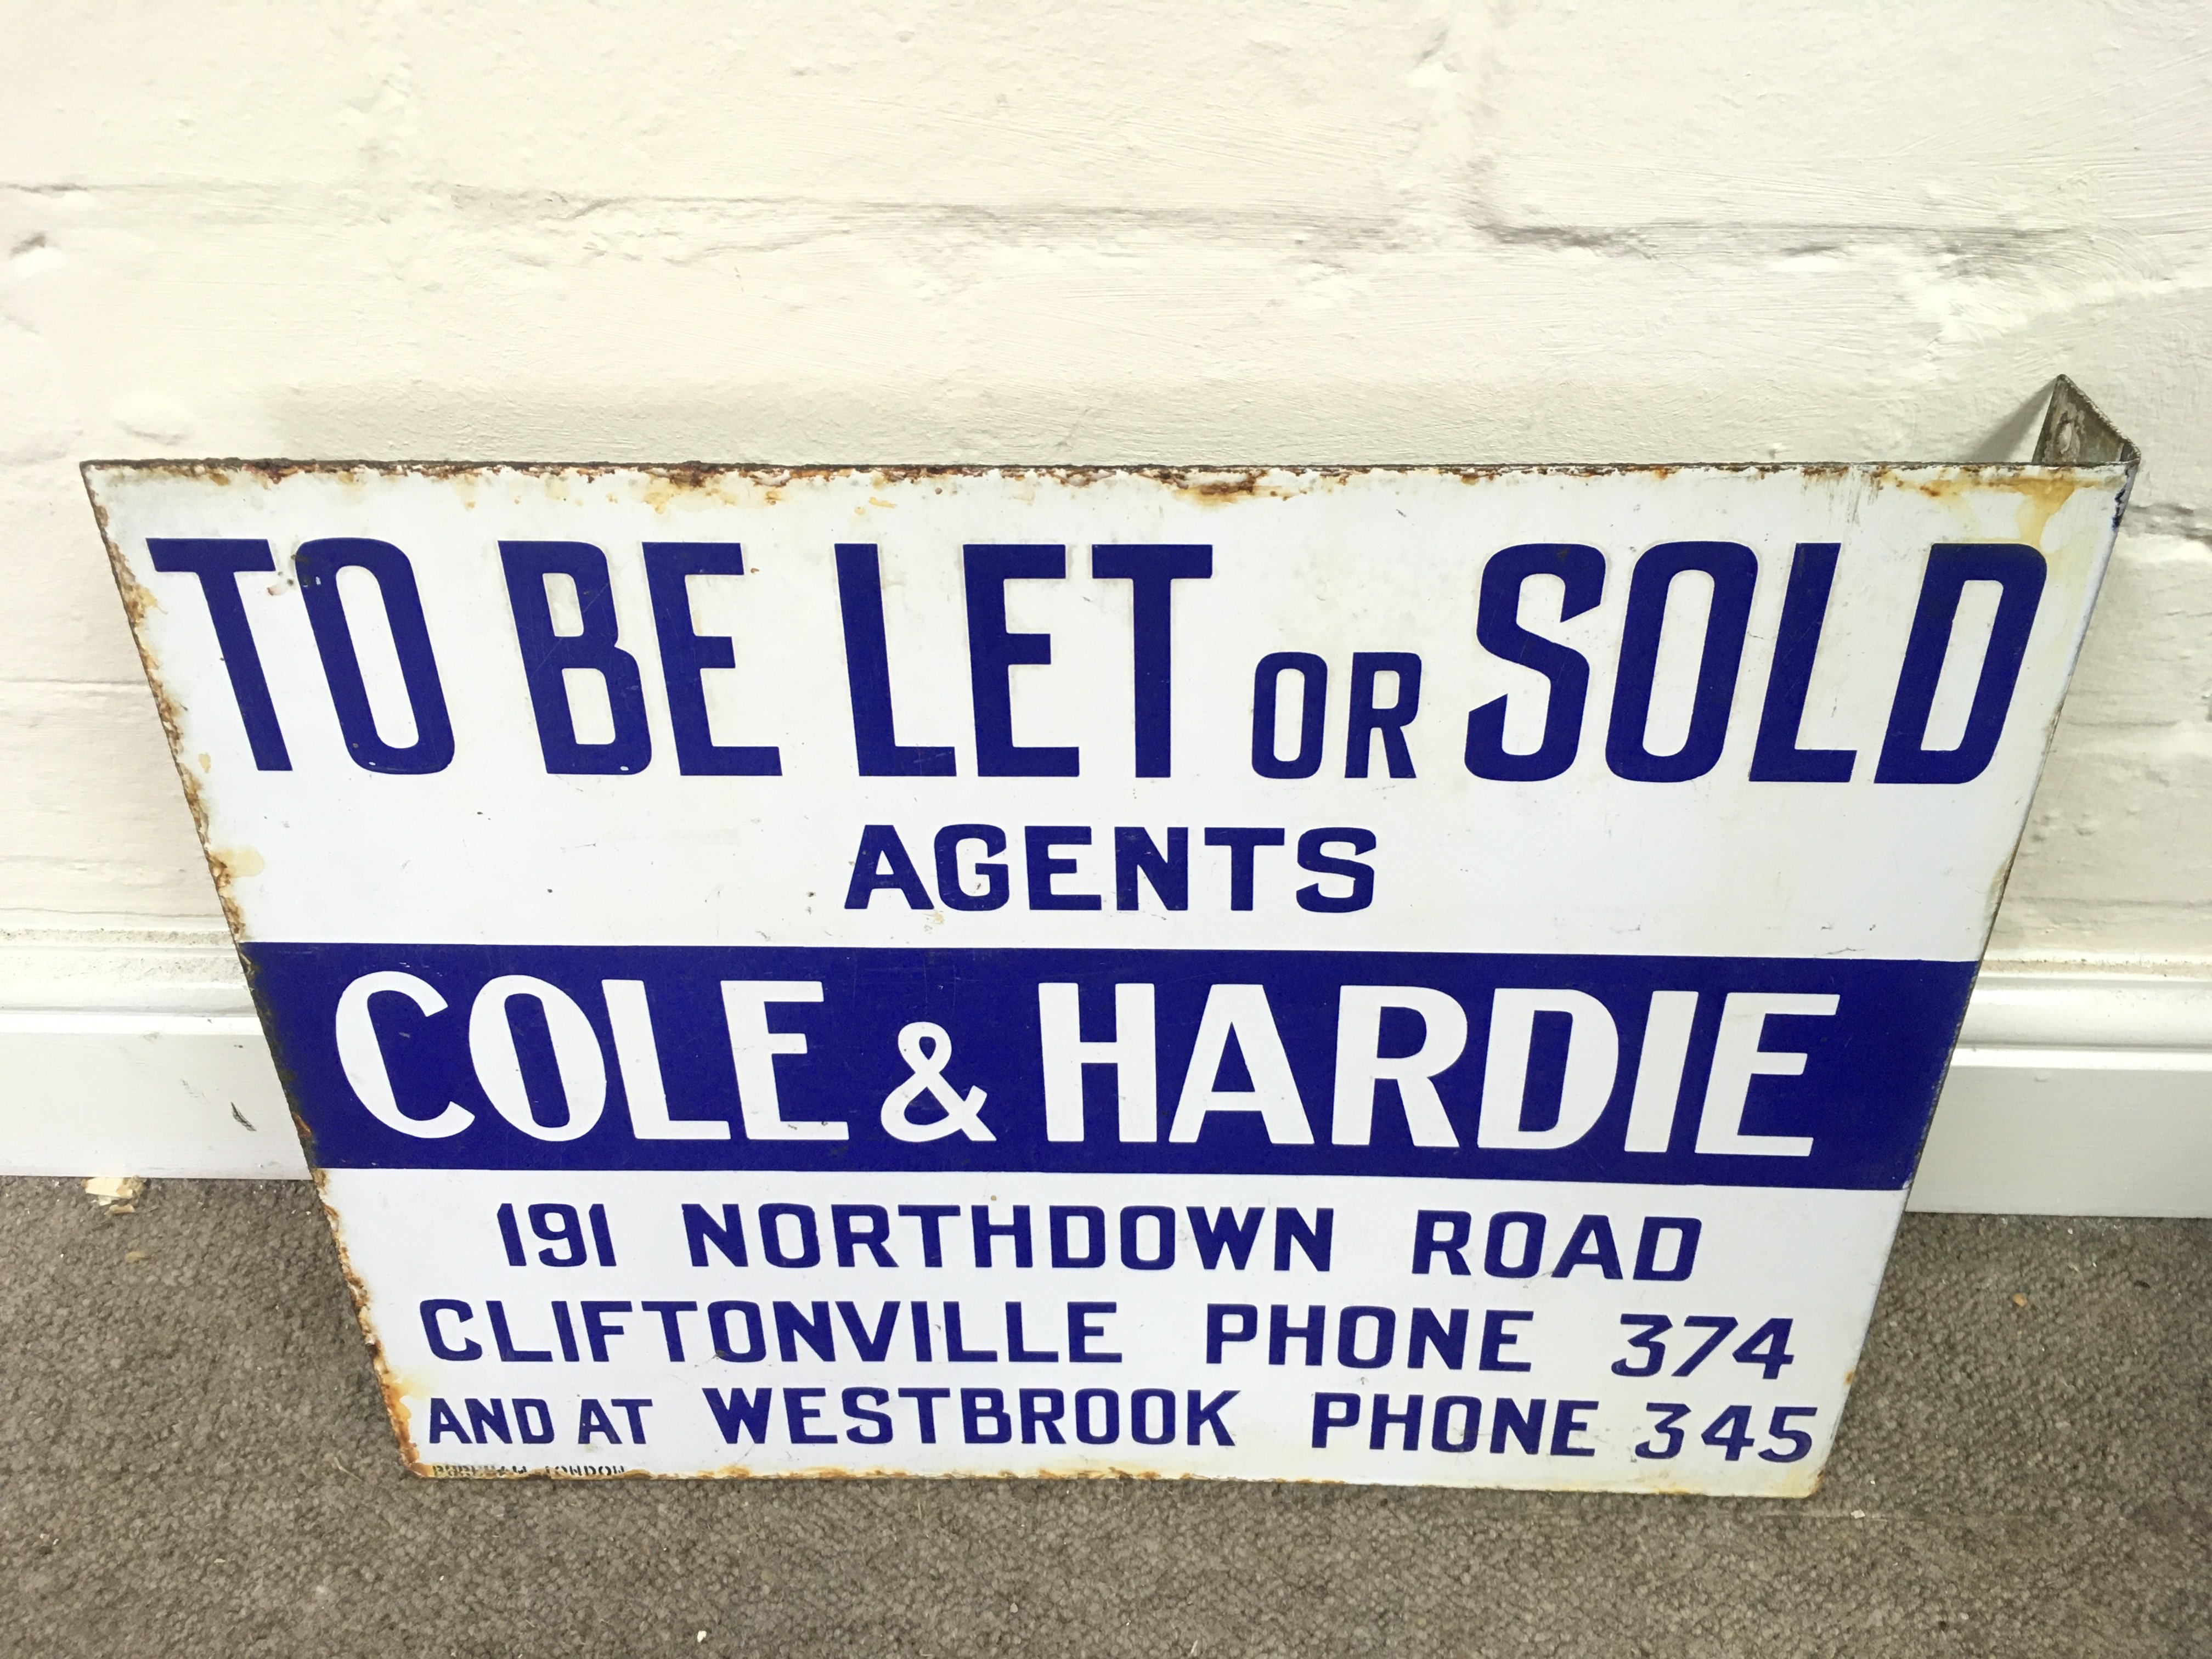 TO BE LET OR SOLD
AGENTS
COLE & HARDIE
191 NORTHDOWN ROAD
CLIFTONVILLE PHONE 374
AND AT WESTBROOK PHONE 345
LONDON